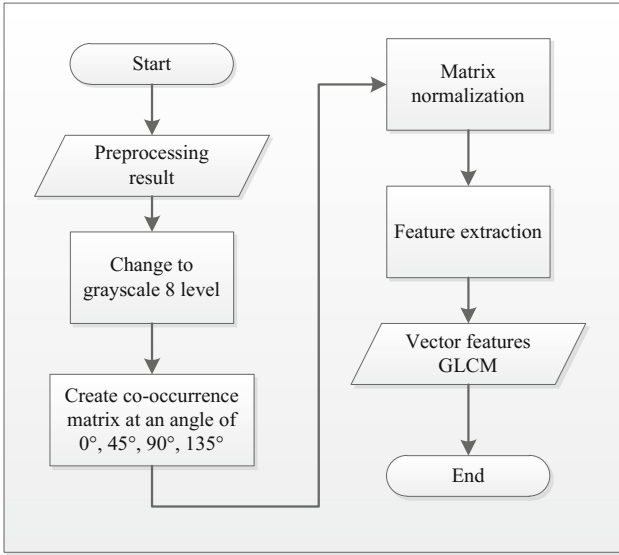 Start
Preprocessing
result
Change to
grayscale 8 level
Create co-occurrence
matrix at an angle of
0°, 45°, 90°, 135°
Matrix
normalization
Feature extraction
Vector features
GLCM
End